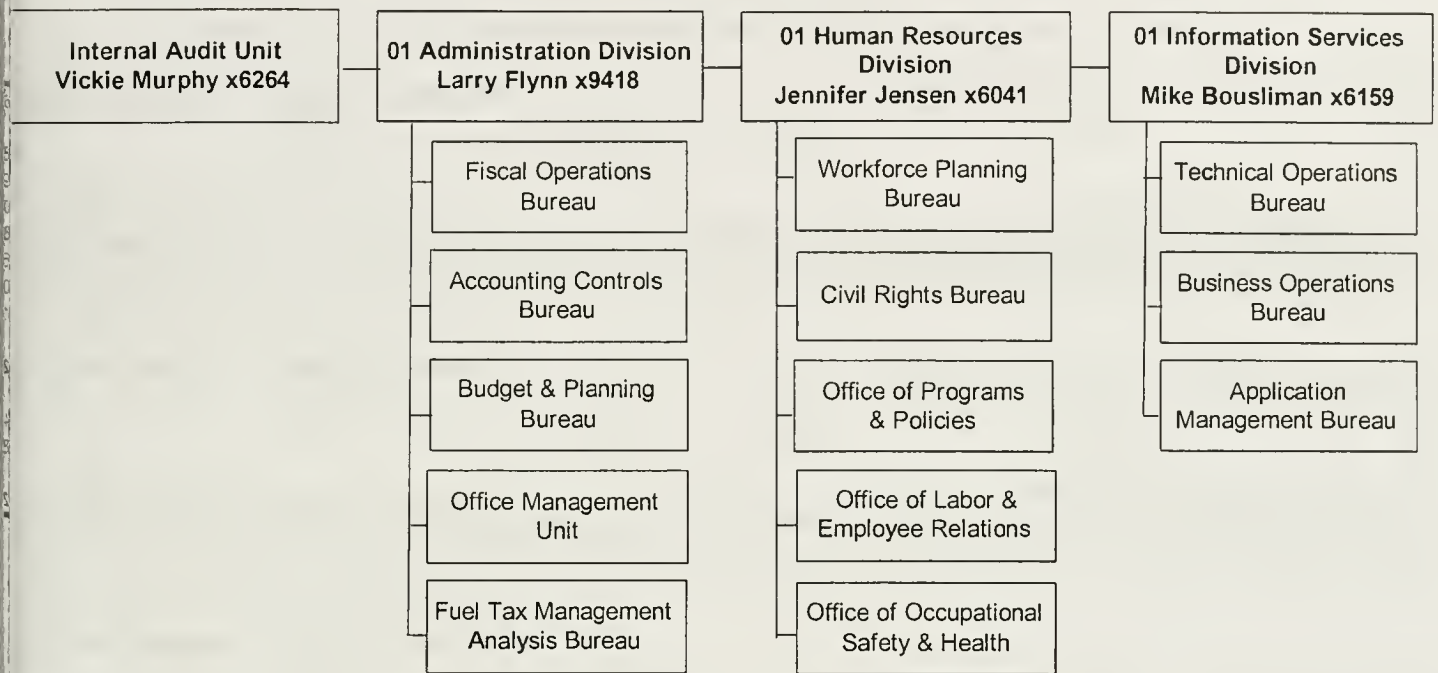 Internal Audit Unit
Vickie Murphy x6264
01 Administration Division
Larry Flynn x9418
Fiscal Operations
Bureau
Accounting Controls
Bureau
Budget & Planning
Bureau
Office Management
Unit
Fuel Tax Management
Analysis Bureau
01 Human Resources
Division
Jennifer Jensen x6041
Workforce Planning
Bureau
Civil Rights Bureau
Office of Programs
& Policies
Office of Labor &
Employee Relations
Office of Occupational
Safety & Health
01 Information Services
Division
Mike Bousliman x6159
Technical Operations
Bureau
Business Operations
Bureau
Application
Management Bureau